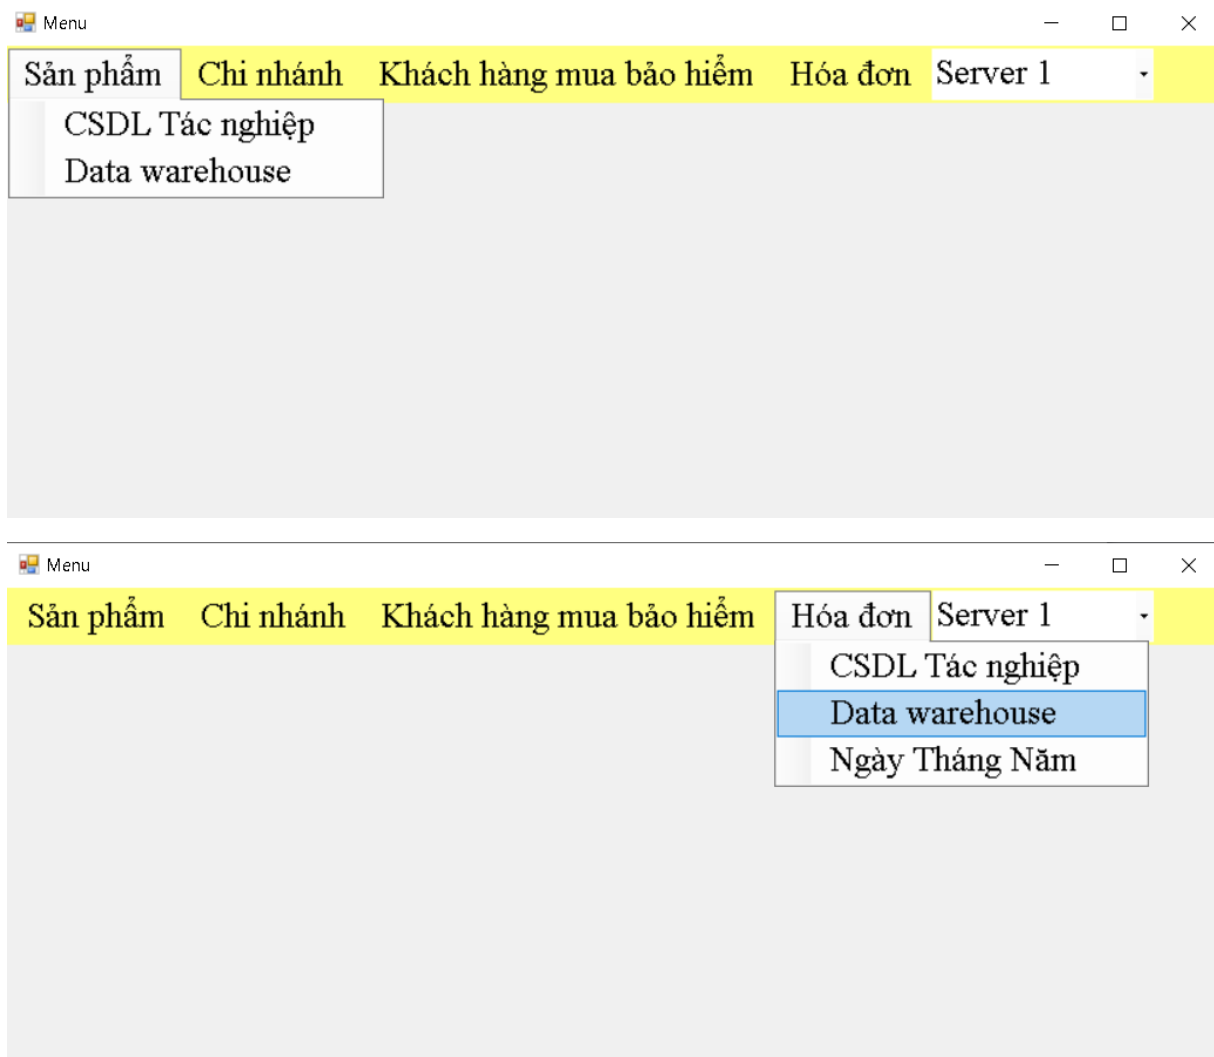 Menu
Sản phẩm Chi nhánh Khách hàng mua bảo hiểm Hóa đơn Server 1
CSDL Tác nghiệp
Data warehouse
Menu
Sản phẩm Chi nhánh Khách hàng mua bảo hiểm Hóa đơn Server 1
CSDL Tác nghiệp
Data warehouse
Ngày Tháng Năm